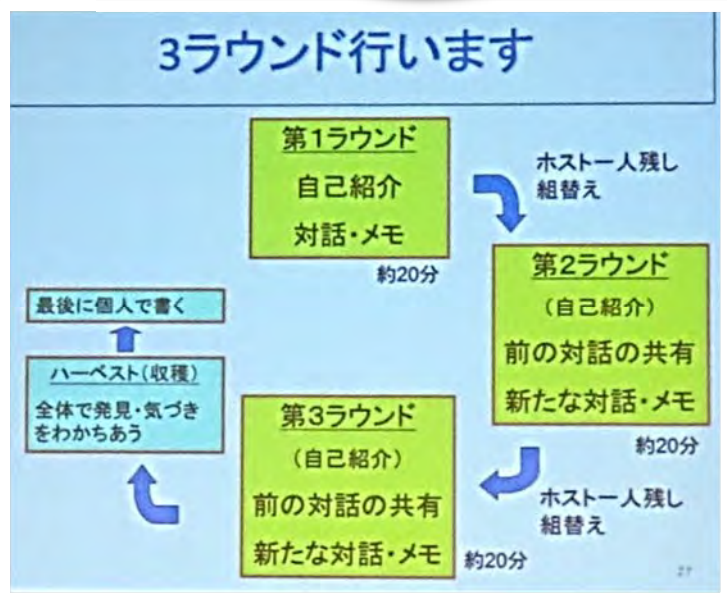 3ラウンド行います
第1ラウンド
自己紹介
対話・メモ
約20分
ホスト一人残し
組替え
第2ラウンド
(自己紹介)
前の対話の共有
新たな対話・メモ
約20分
ホスト一人残し
組替え
第3ラウンド
(自己紹介)
前の対話の共有
新たな対話・メモ
約20分
ハーベスト(収穫)
全体で発見・気づき
をわかちあう
最後に個人で書く